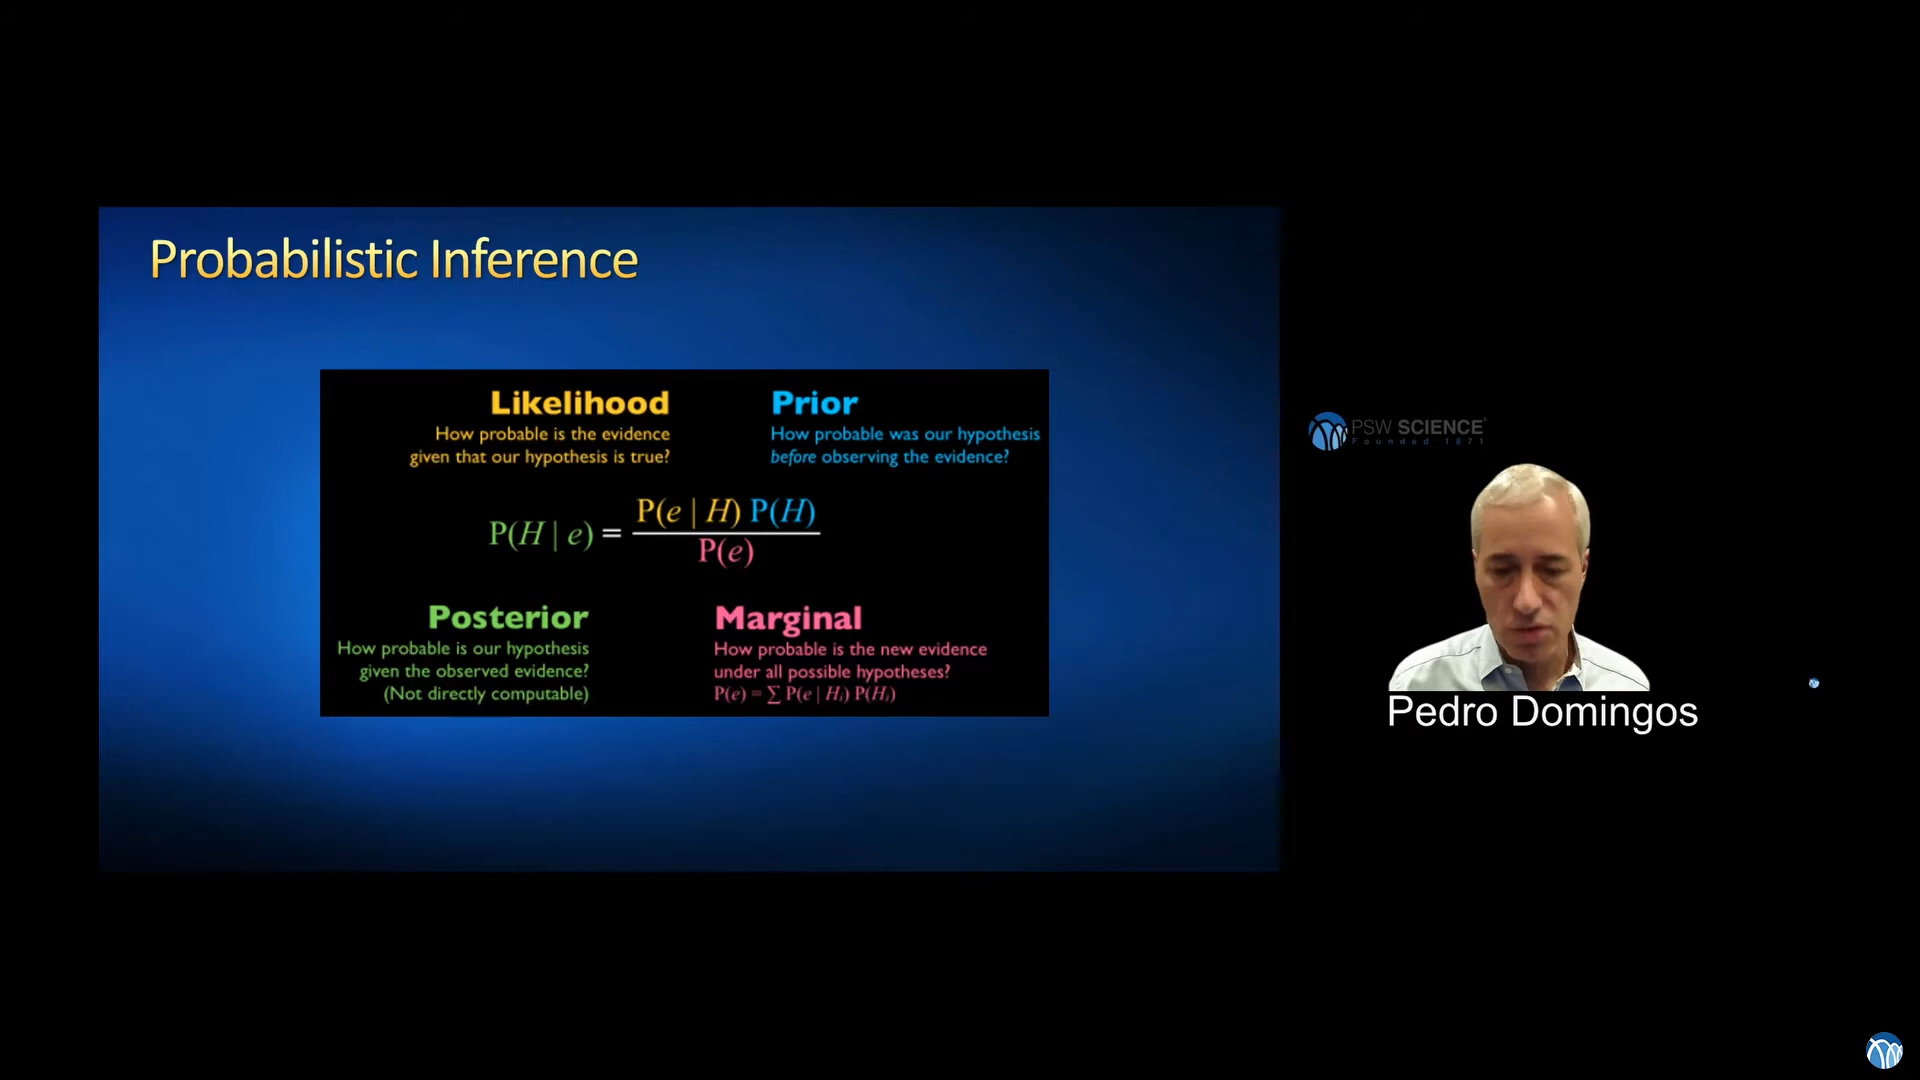 Probabilistic Inference
Likelihood
How probable is the evidence
given that our hypothesis is true?
Prior
How probable was our hypothesis
before observing the evidence?
P(H | e) = P(e | H) P(H) / P(e)
Posterior
How probable is our hypothesis
given the observed evidence?
(Not directly computable)
Marginal
How probable is the new evidence
under all possible hypotheses?
P(e) = ∑ P(e | Hᵢ) P(Hᵢ)
PSW SCIENCE
Founded 1871
Pedro Domingos